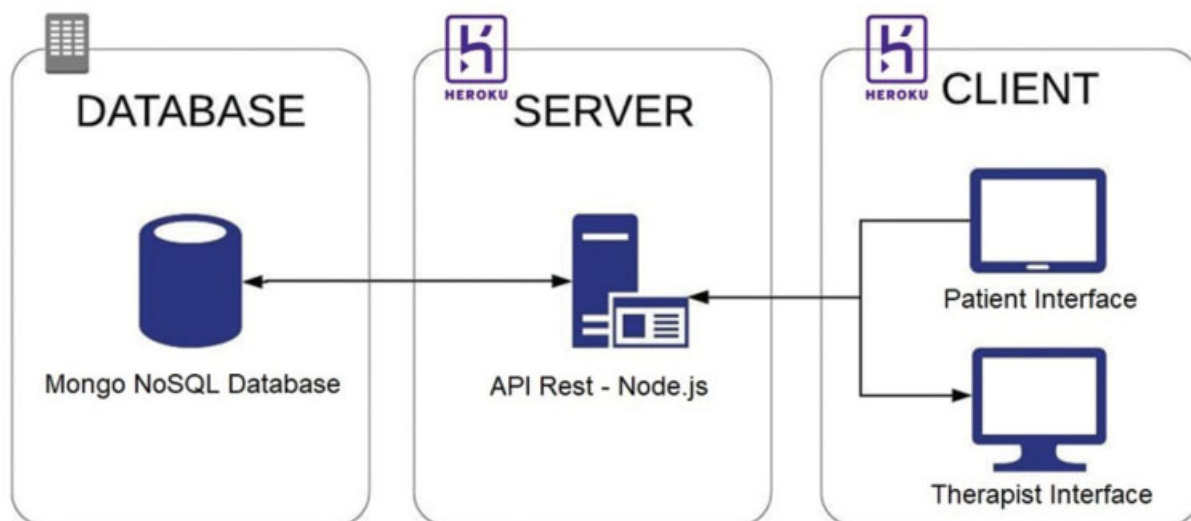 DATABASE
Mongo NoSQL Database
HEROKU
SERVER
API Rest - Node.js
HEROKU
CLIENT
Patient Interface
Therapist Interface